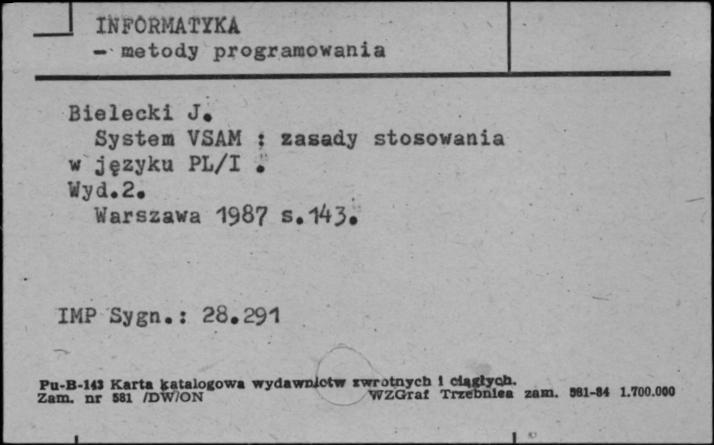 INFORMATYKA
- metody programowania
Bielecki J.
System VSAM : zasady stosowania
w języku PL/I .
Wyd.2.
Warszawa 1987 s.143.
IMP Sygn.: 28.291
Pu-B-143 Karta katalogowa wydawnictw zwrotnych i ciągłych.
Zam. nr 581 /DW/ON WZGraf Trzebnica zam. 581-84 1.700.000